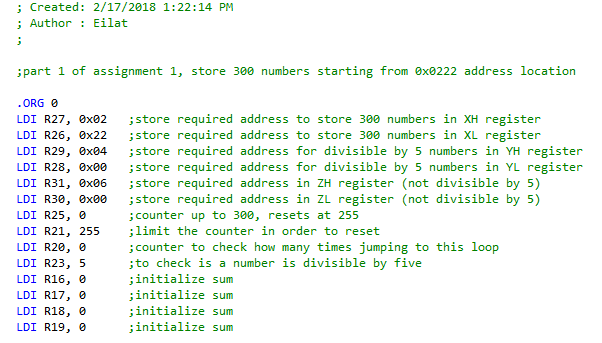 ; Created: 2/17/2018 1:22:14 PM
; Author : Eilat
;
;part 1 of assignment 1, store 300 numbers starting from 0x0222 address location
.ORG 0
LDI R27, 0x02 ;store required address to store 300 numbers in XH register
LDI R26, 0x22 ;store required address to store 300 numbers in XL register
LDI R29, 0x04 ;store required address for divisible by 5 numbers in YH register
LDI R28, 0x00 ;store required address for divisible by 5 numbers in YL register
LDI R31, 0x06 ;store required address in ZH register (not divisible by 5)
LDI R30, 0x00 ;store required address in ZL register (not divisible by 5)
LDI R25, 0 ;counter up to 300, resets at 255
LDI R21, 255 ;limit the counter in order to reset
LDI R20, 0 ;counter to check how many times jumping to this loop
LDI R23, 5 ;to check is a number is divisible by five
LDI R16, 0 ;initialize sum
LDI R17, 0 ;initialize sum
LDI R18, 0 ;initialize sum
LDI R19, 0 ;initialize sum